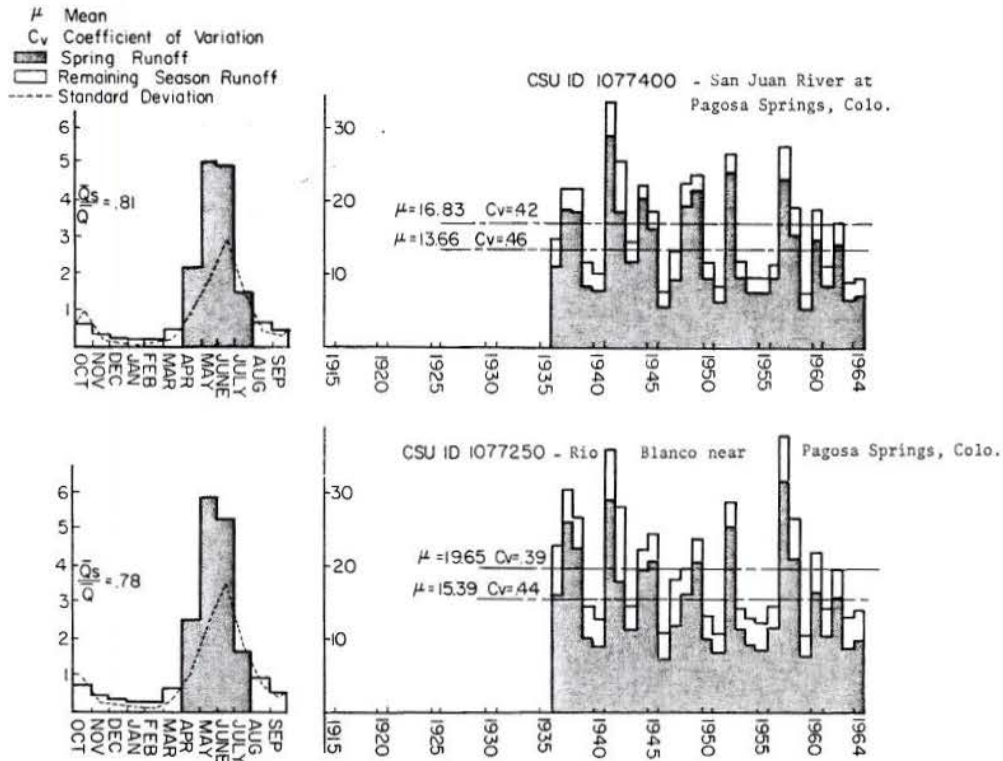 μ Mean
Cv Coefficient of Variation
Spring Runoff
Remaining Season Runoff
Standard Deviation
CSU ID 1077400 - San Juan River at
Pagosa Springs, Colo.
6
5
4
3
2
1
Q̄s/Q̄ = .81
OCT
NOV
DEC
JAN
FEB
MAR
APR
MAY
JUNE
JULY
AUG
SEP
30
20
10
μ=16.83 Cv=.42
μ=13.66 Cv=.46
1915
1920
1925
1930
1935
1940
1945
1950
1955
1960
1964
CSU ID 1077250 - Rio Blanco near Pagosa Springs, Colo.
6
5
4
3
2
1
Q̄s/Q̄ = .78
OCT
NOV
DEC
JAN
FEB
MAR
APR
MAY
JUNE
JULY
AUG
SEP
30
20
10
μ=19.65 Cv=.39
μ=15.39 Cv=.44
1915
1920
1925
1930
1935
1940
1945
1950
1955
1960
1964